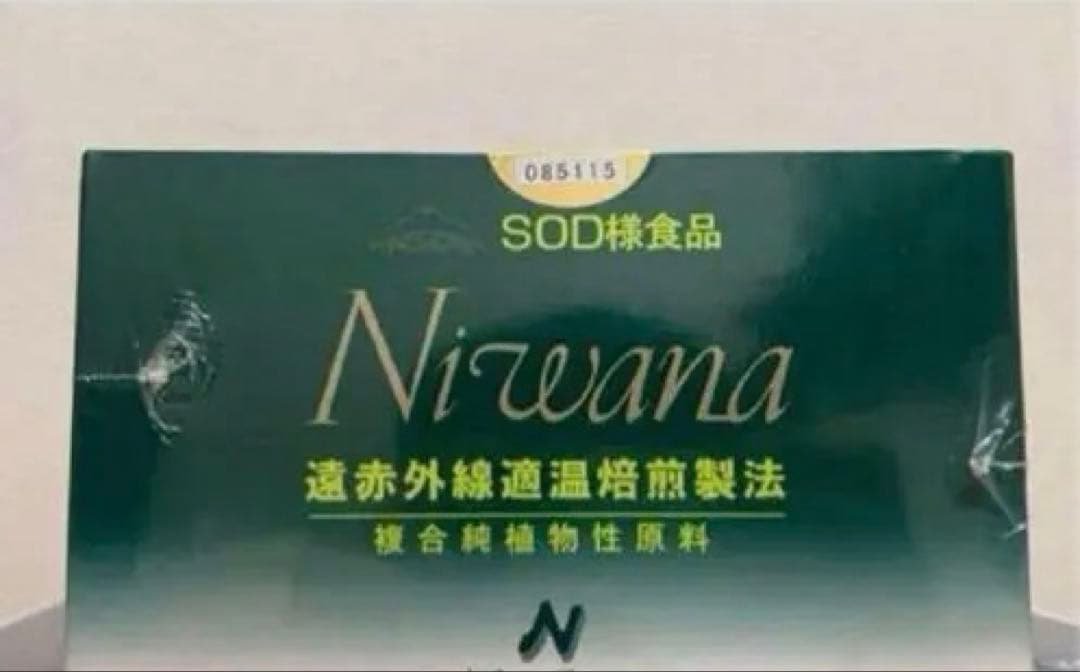 085115
SOD様食品
Niwana
遠赤外線適温焙煎製法
複合純植物性原料
N